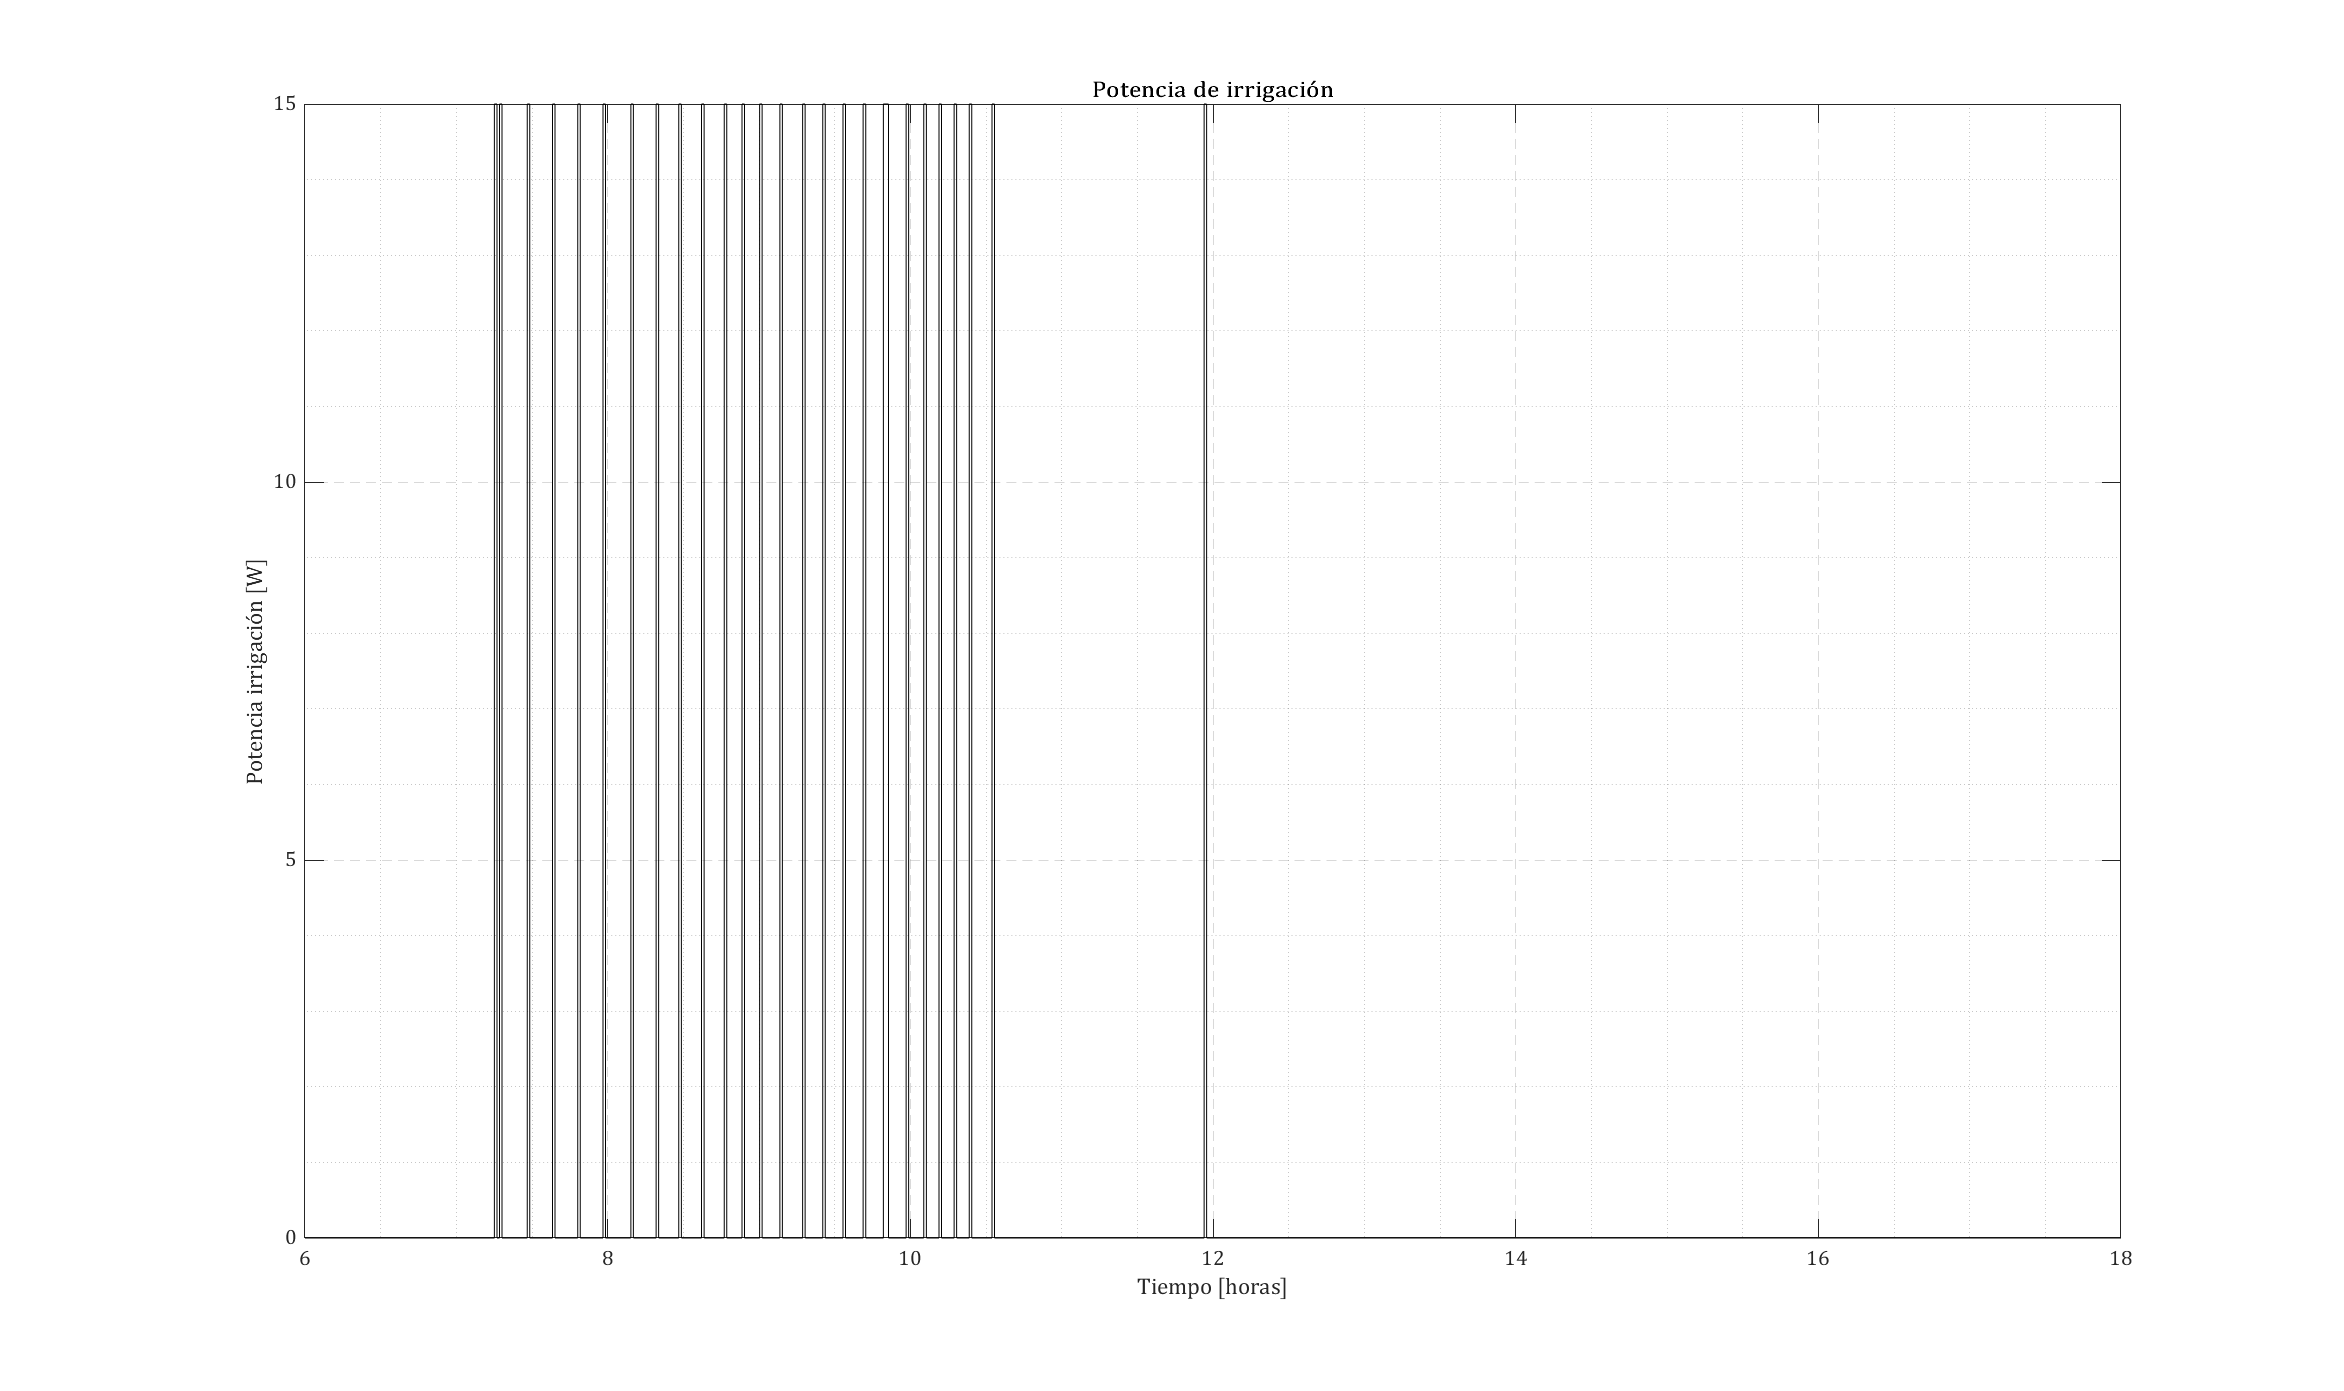 Potencia de irrigación
15
10
5
0
Potencia irrigación [W]
6 8 10 12 14 16 18
Tiempo [horas]